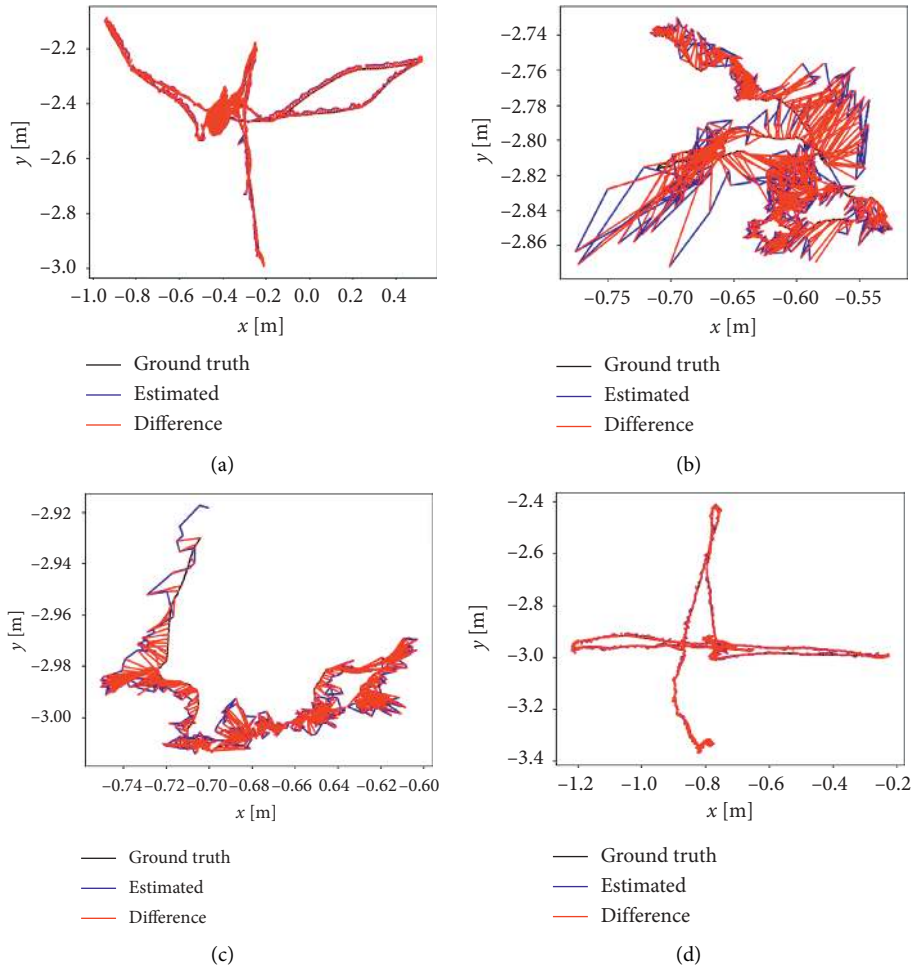 −2.2
−2.4
−2.6
−2.8
−3.0
y [m]
−1.0 −0.8 −0.6 −0.4 −0.2 0.0 0.2 0.4
x [m]
Ground truth
Estimated
Difference
(a)
−2.74
−2.76
−2.78
−2.80
−2.82
−2.84
−2.86
y [m]
−0.75 −0.70 −0.65 −0.60 −0.55
x [m]
Ground truth
Estimated
Difference
(b)
−2.92
−2.94
−2.96
−2.98
−3.00
y [m]
−0.74 −0.72 −0.70 −0.68 −0.66 0.64 −0.62 −0.60
x [m]
Ground truth
Estimated
Difference
(c)
−2.4
−2.6
−2.8
−3.0
−3.2
−3.4
y [m]
−1.2 −1.0 −0.8 −0.6 −0.4 −0.2
x [m]
Ground truth
Estimated
Difference
(d)